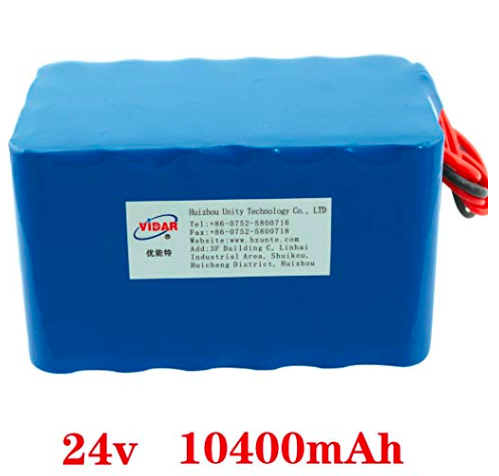 Huizhou Unity Technology Co., LTD
Tel:+86-0752-5800716
Fax:+86-0752-5800718
Website:www.hzunte.com
Add:3F Building C, Linhai
Industrial Area, Shuikou,
Huicheng District, Huizhou
ViDAR
®
优能特
24v 10400mAh